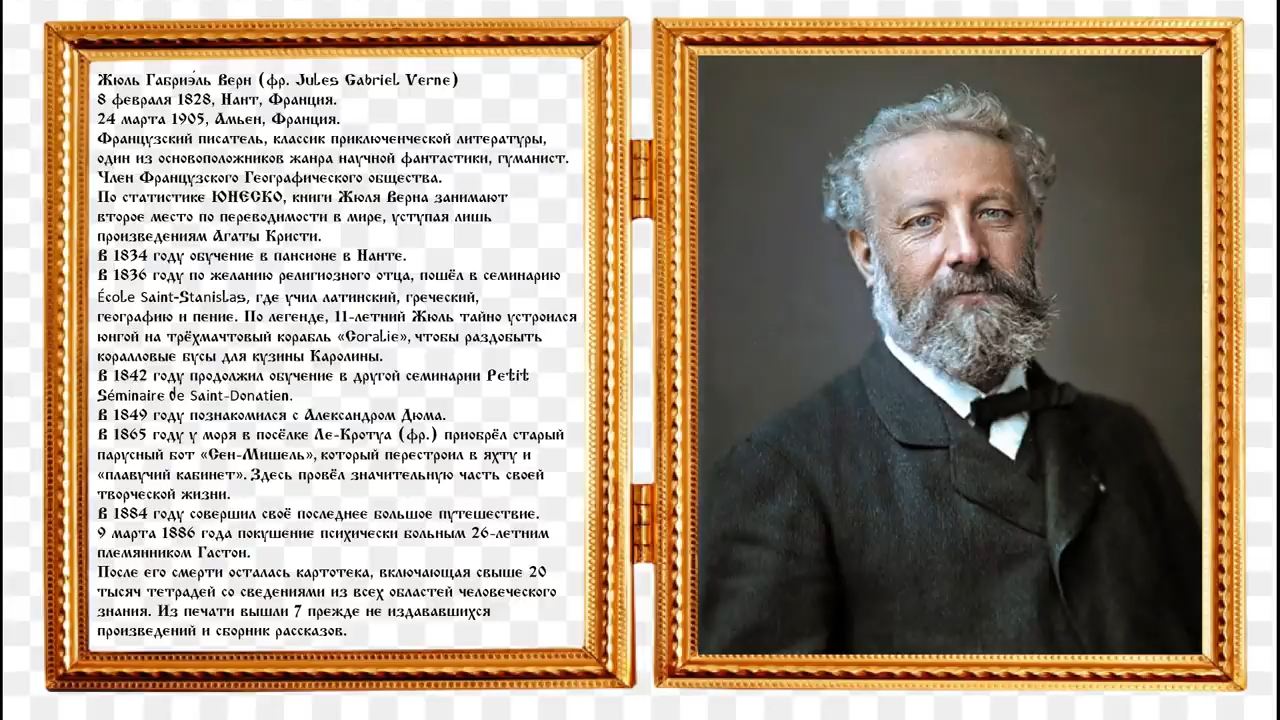 Жюль Габриэ́ль Верн (фр. Jules Gabriel Verne)
8 февраля 1828, Нант, Франция.
24 марта 1905, Амьен, Франция.
Французский писатель, классик приключенческой литературы,
один из основоположников жанра научной фантастики, гуманист.
Член Французского Географического общества.
По статистике ЮНЕСКО, книги Жюля Верна занимают
второе место по переводимости в мире, уступая лишь
произведениям Агаты Кристи.
В 1834 году обучение в пансионе в Нанте.
В 1836 году по желанию религиозного отца, пошёл в семинарию
École Saint-Stanislas, где учил латинский, греческий,
географию и пение. По легенде, 11-летний Жюль тайно устроился
юнгой на трёхмачтовый корабль «Coralie», чтобы раздобыть
коралловые бусы для кузины Каролины.
В 1842 году продолжил обучение в другой семинарии Petit
Séminaire de Saint-Donatien.
В 1849 году познакомился с Александром Дюма.
В 1865 году у моря в посёлке Ле-Кротуа (фр.) приобрёл старый
парусный бот «Сен-Мишель», который перестроил в яхту и
«плавучий кабинет». Здесь провёл значительную часть своей
творческой жизни.
В 1884 году совершил своё последнее большое путешествие.
9 марта 1886 года покушение психически больным 26-летним
племянником Гастон.
После его смерти осталась картотека, включающая свыше 20
тысяч тетрадей со сведениями из всех областей человеческого
знания. Из печати вышли 7 прежде не издававшихся
произведений и сборник рассказов.